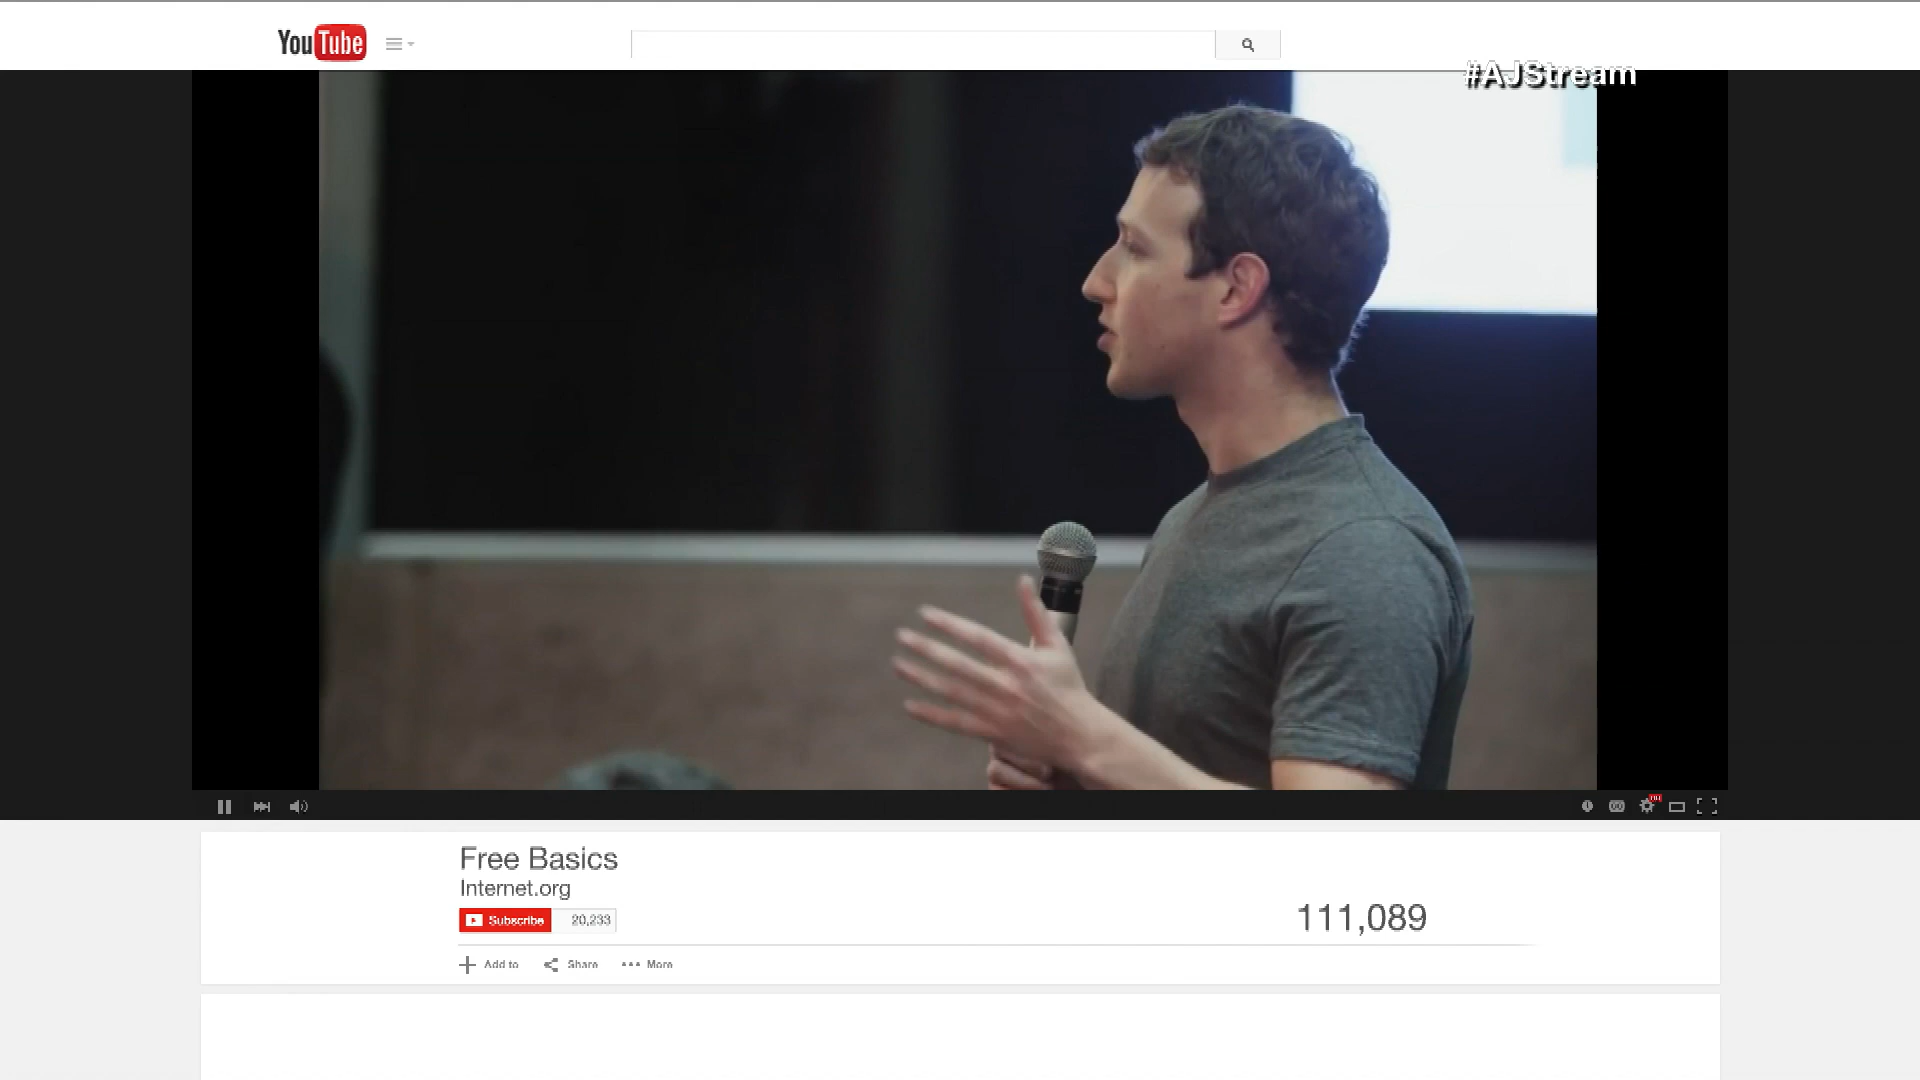 YouTube
#AJStream
Free Basics
Internet.org
Subscribe 20,233
111,089
Add to Share More